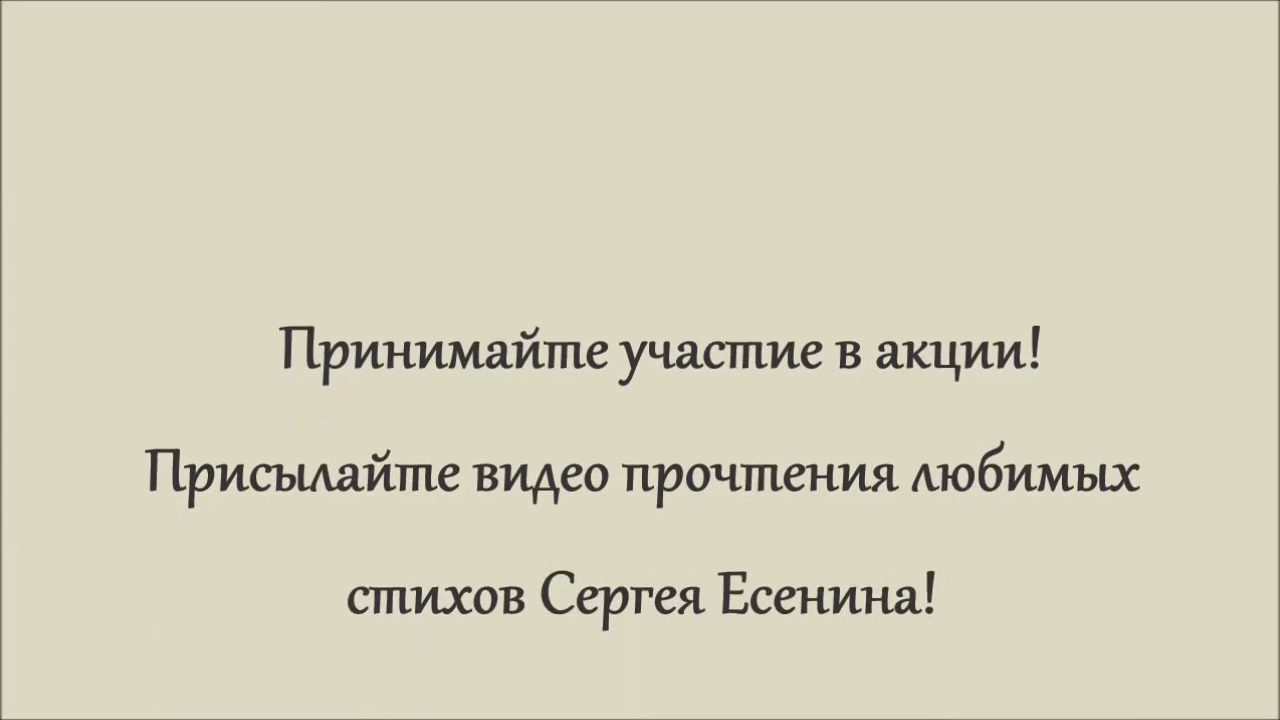 Принимайте участие в акции!
Присылайте видео прочтения любимых
стихов Сергея Есенина!